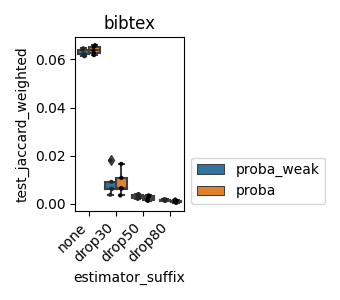 bibtex
test_jaccard_weighted
0.06
0.04
0.02
0.00
none
drop30
drop50
drop80
estimator_suffix
proba_weak
proba